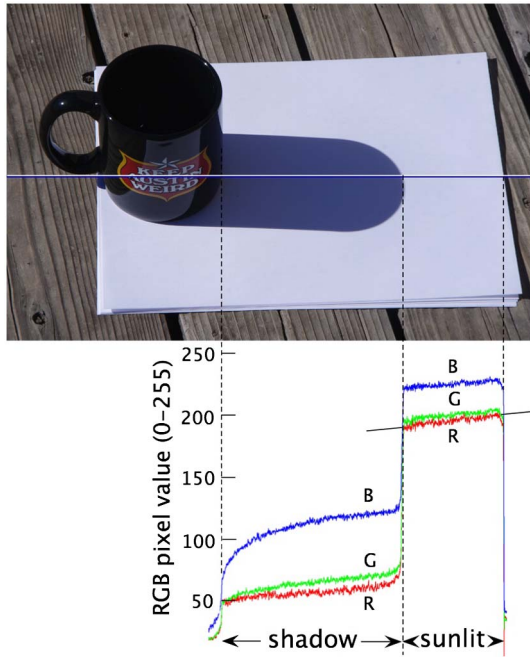 KEEP
AUSTIN
WEIRD
250
200
150
100
50
RGB pixel value (0–255)
B
G
R
B
G
R
shadow
sunlit